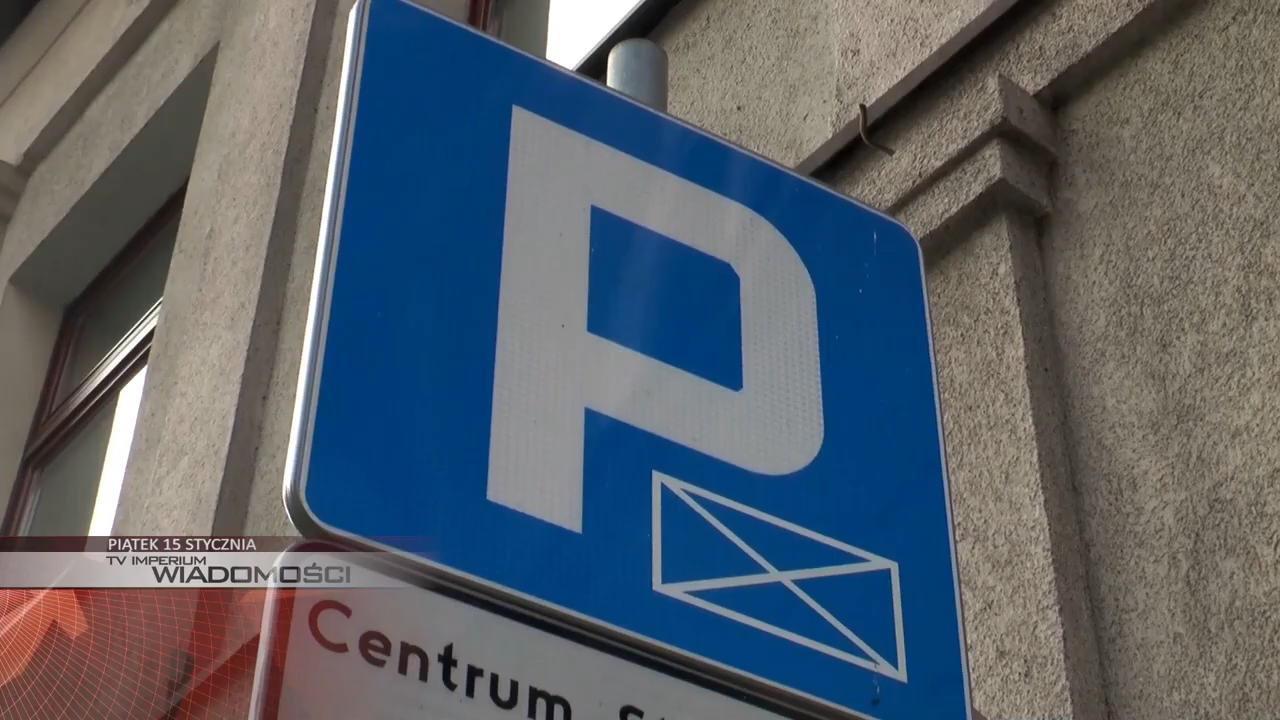 P
PIĄTEK 15 STYCZNIA
TV IMPERIUM
WIADOMOŚCI
Centrum